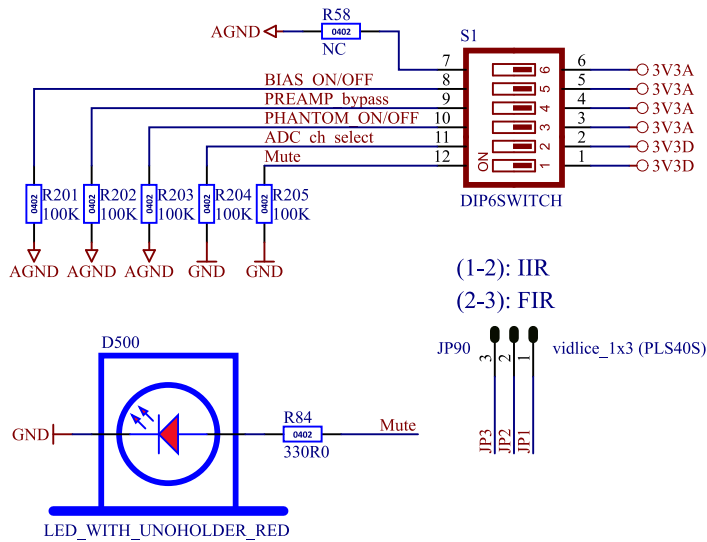 R58
AGND
0402
NC
S1
7
6
6
3V3A
BIAS_ON/OFF
8
5
5
3V3A
PREAMP_bypass
9
4
4
3V3A
PHANTOM_ON/OFF
10
3
3
3V3A
ADC_ch_select
11
2
2
3V3D
Mute
12
ON
1
1
3V3D
DIP6SWITCH
0402
R201
100K
0402
R202
100K
0402
R203
100K
0402
R204
100K
0402
R205
100K
AGND
AGND
AGND
GND
GND
(1-2): IIR
(2-3): FIR
JP90
3
2
1
vidlice_1x3 (PLS40S)
JP3
JP2
JP1
D500
GND
R84
0402
330R0
Mute
LED_WITH_UNOHOLDER_RED